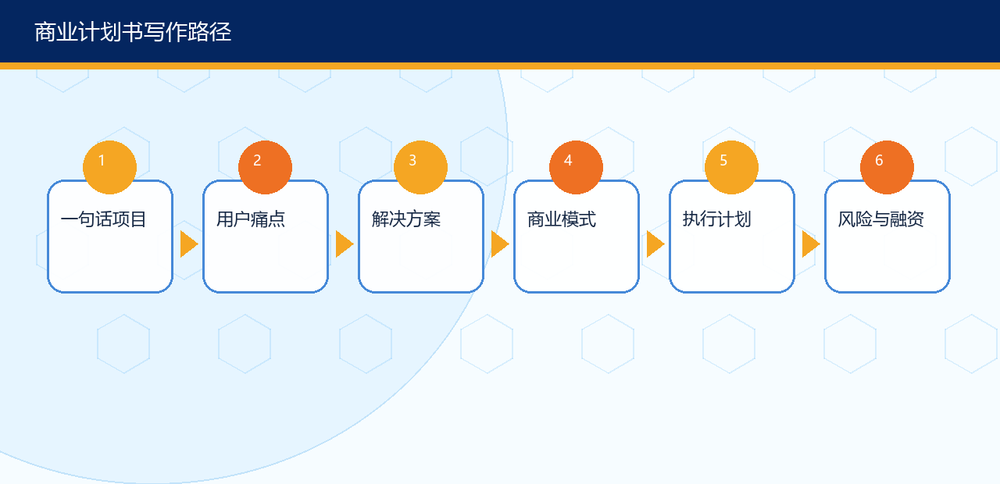 商业计划书写作路径
1
一句话项目
2
用户痛点
3
解决方案
4
商业模式
5
执行计划
6
风险与融资